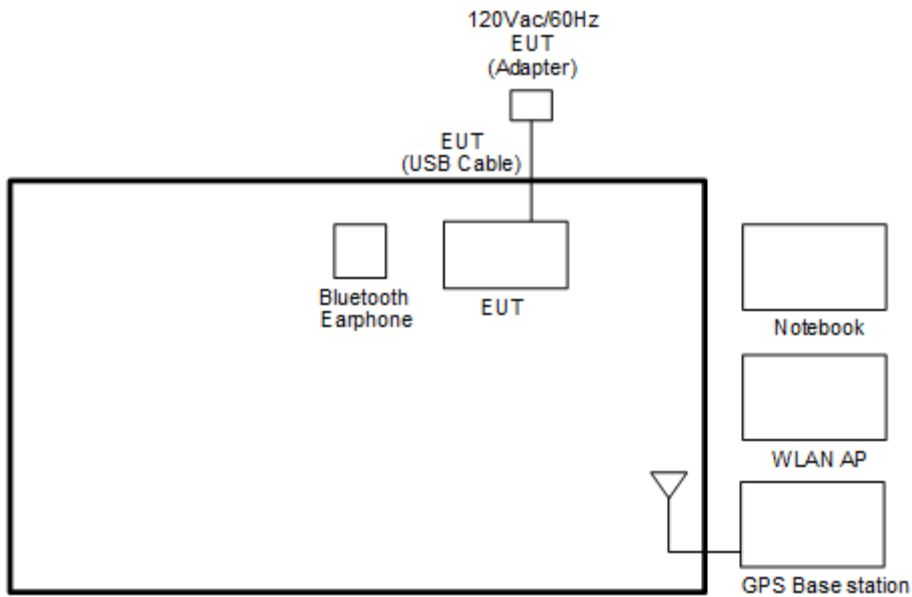 120Vac/60Hz
EUT
(Adapter)
EUT
(USB Cable)
Bluetooth
Earphone
EUT
Notebook
WLAN AP
GPS Base station